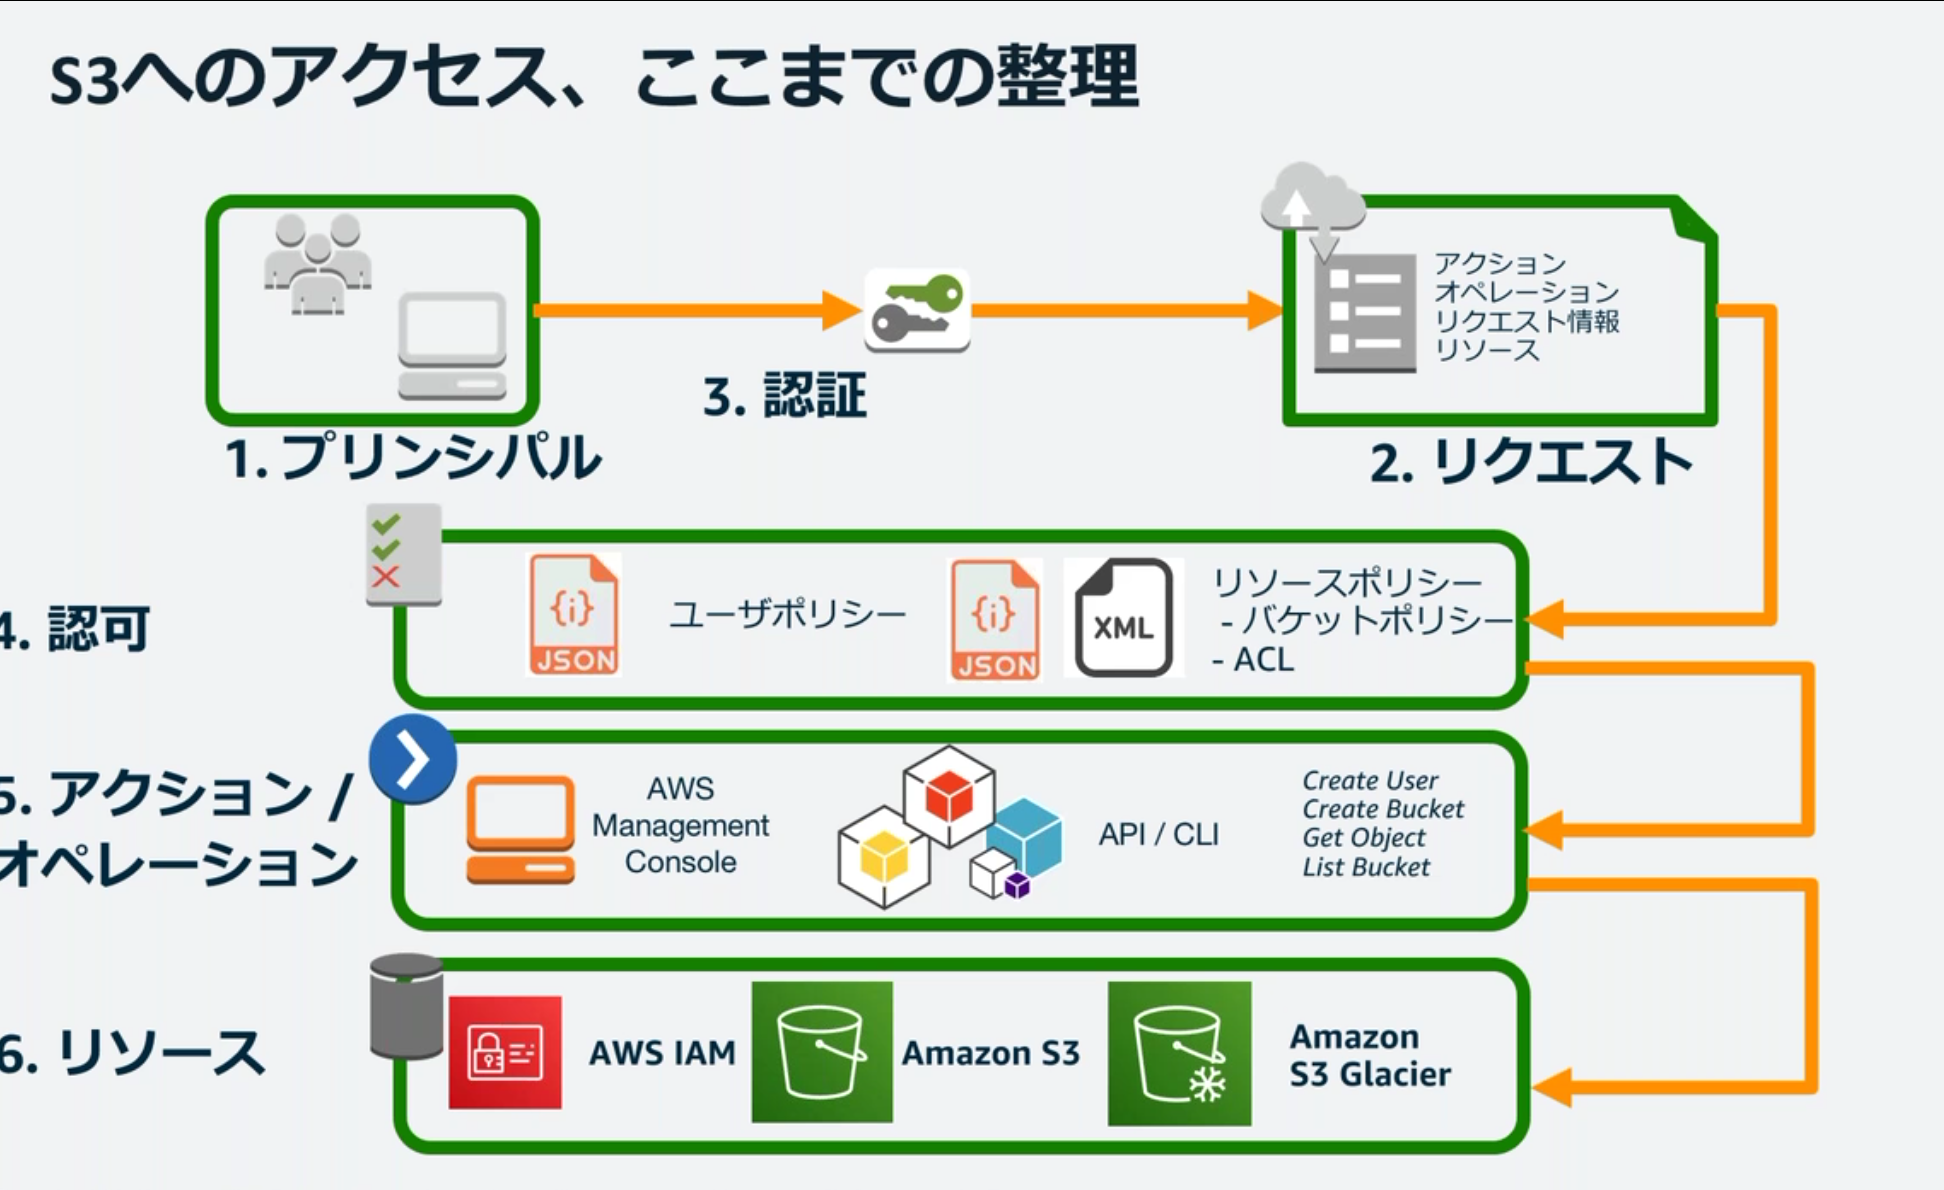 S3へのアクセス、ここまでの整理
アクション
オペレーション
リクエスト情報
リソース
3. 認証
1. プリンシパル
2. リクエスト
4. 認可
{i}
JSON
ユーザポリシー
{i}
JSON
XML
リソースポリシー
- バケットポリシー
- ACL
5. アクション /
オペレーション
AWS
Management
Console
API / CLI
Create User
Create Bucket
Get Object
List Bucket
6. リソース
AWS IAM
Amazon S3
Amazon
S3 Glacier